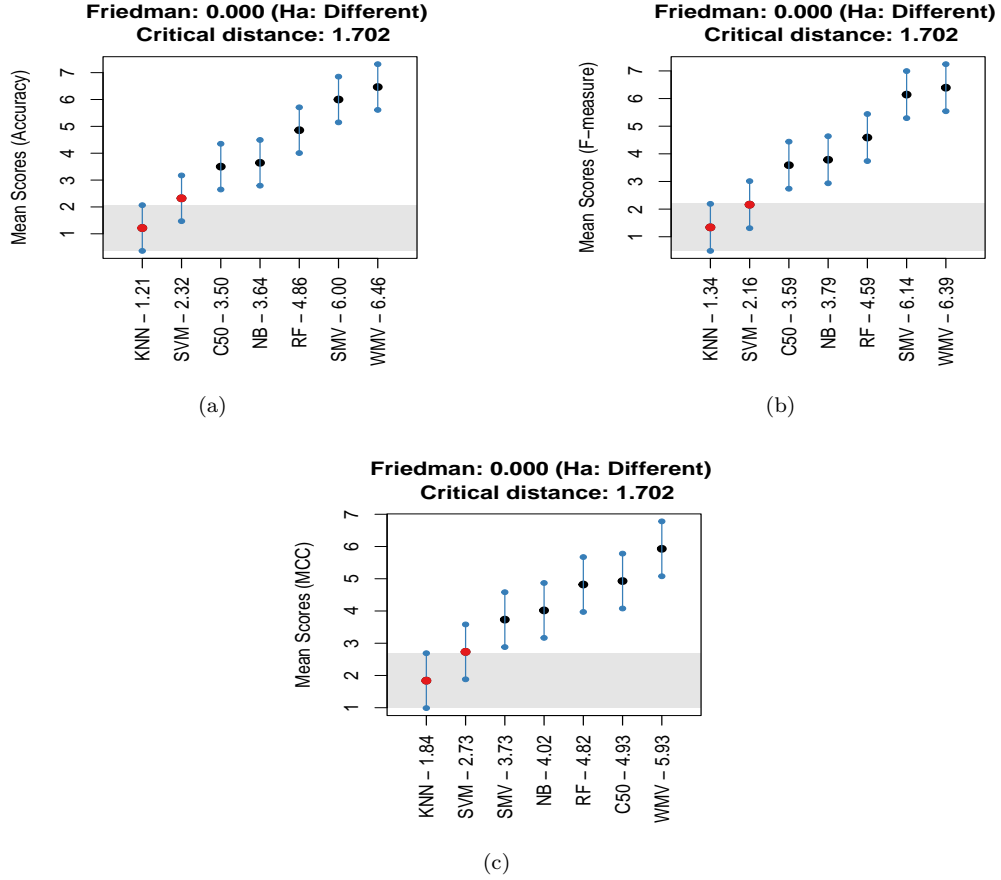 Friedman: 0.000 (Ha: Different)
Critical distance: 1.702
Mean Scores (Accuracy)
7
6
5
4
3
2
1
KNN − 1.21
SVM − 2.32
C50 − 3.50
NB − 3.64
RF − 4.86
SMV − 6.00
WMV − 6.46
(a)
Friedman: 0.000 (Ha: Different)
Critical distance: 1.702
Mean Scores (F−measure)
7
6
5
4
3
2
1
KNN − 1.34
SVM − 2.16
C50 − 3.59
NB − 3.79
RF − 4.59
SMV − 6.14
WMV − 6.39
(b)
Friedman: 0.000 (Ha: Different)
Critical distance: 1.702
Mean Scores (MCC)
7
6
5
4
3
2
1
KNN − 1.84
SVM − 2.73
SMV − 3.73
NB − 4.02
RF − 4.82
C50 − 4.93
WMV − 5.93
(c)